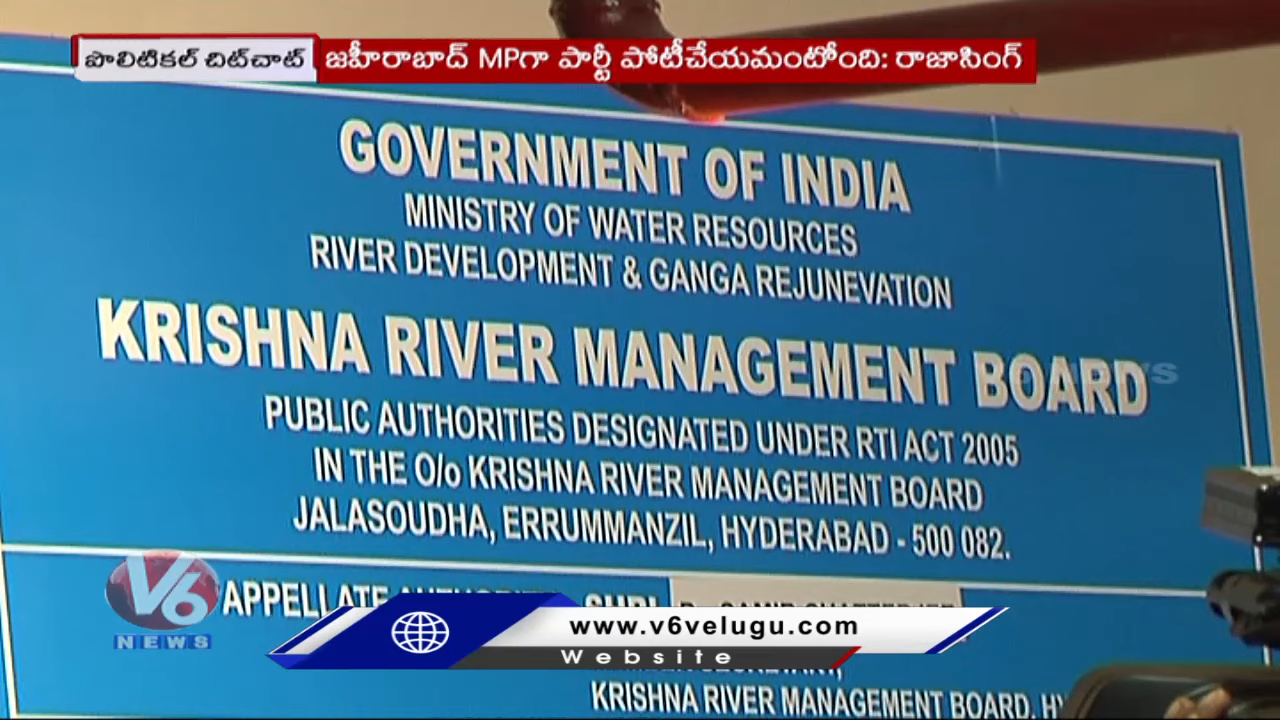 పొలిటికల్ చిట్‌చాట్ జహీరాబాద్ MPగా పార్టీ పోటీచేయమంటోంది: రాజాసింగ్
GOVERNMENT OF INDIA
MINISTRY OF WATER RESOURCES
RIVER DEVELOPMENT & GANGA REJUNEVATION
KRISHNA RIVER MANAGEMENT BOARD
PUBLIC AUTHORITIES DESIGNATED UNDER RTI ACT 2005
IN THE O/o KRISHNA RIVER MANAGEMENT BOARD
JALASOUDHA, ERRUMMANZIL, HYDERABAD - 500 082.
V6
NEWS
APPELLATE
www.v6velugu.com
Website
KRISHNA RIVER MANAGEMENT BOARD,